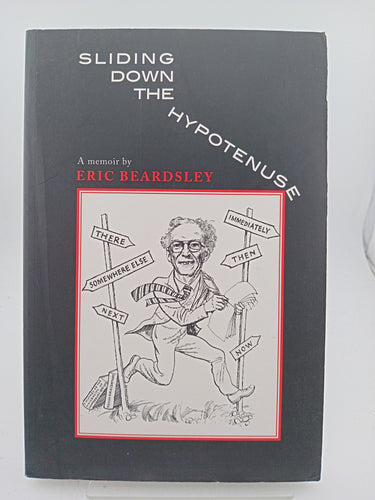 SLIDING
DOWN
THE
HYPOTENUSE
A memoir by
ERIC BEARDSLEY
THERE
SOMEWHERE ELSE
NEXT
IMMEDIATELY
THEN
NOW